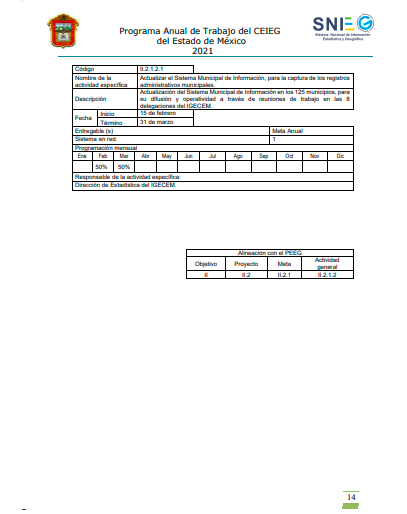 Programa Anual de Trabajo del CEIEG
del Estado de México
2021
SNIEG
Sistema Nacional de Información
Estadística y Geográfica
Código II.2.1.2.1
Nombre de la actividad específica Actualizar el Sistema Municipal de Información, para la captura de los registros
administrativos municipales.
Descripción Actualización del Sistema Municipal de Información en los 125 municipios, para
su difusión y operatividad a través de reuniones de trabajo en las 8
delegaciones del IGECEM.
Fecha Inicio 15 de febrero
Término 31 de marzo
Entregable (s) Meta Anual
Sistema en red. 1
Programación mensual
Ene Feb Mar Abr May Jun Jul Ago Sep Oct Nov Dic
50% 50%
Responsable de la actividad específica:
Dirección de Estadística del IGECEM.
Alineación con el PEEG
Objetivo Proyecto Meta Actividad general
II II.2 II.2.1 II.2.1.2
14